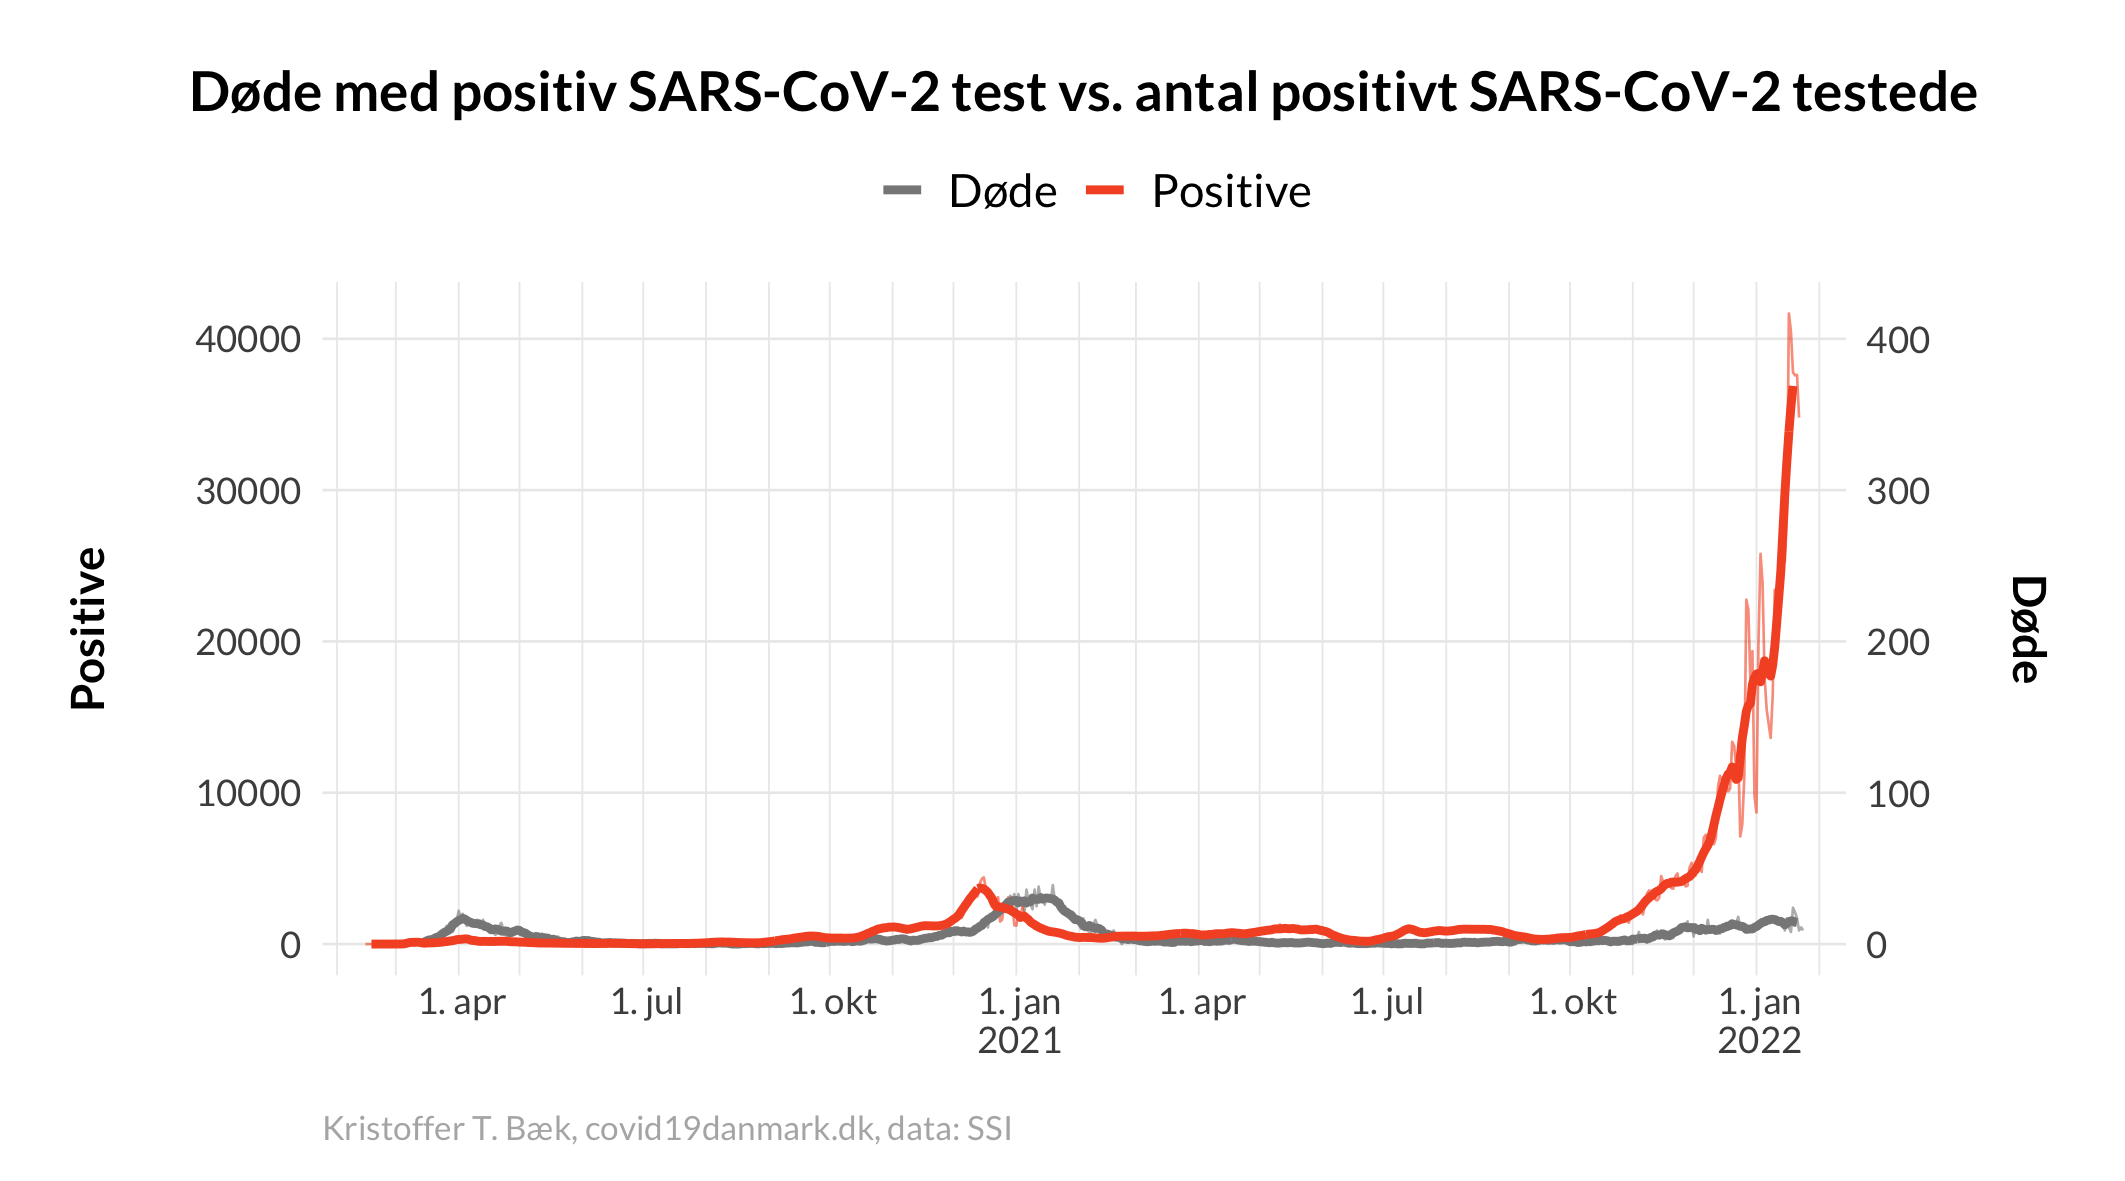 Døde med positiv SARS-CoV-2 test vs. antal positivt SARS-CoV-2 testede
Døde Positive
Positive
40000
30000
20000
10000
0
400
300
200
100
0
Døde
1. apr 1. jul 1. okt 1. jan 1. apr 1. jul 1. okt 1. jan
2021 2022
Kristoffer T. Bæk, covid19danmark.dk, data: SSI